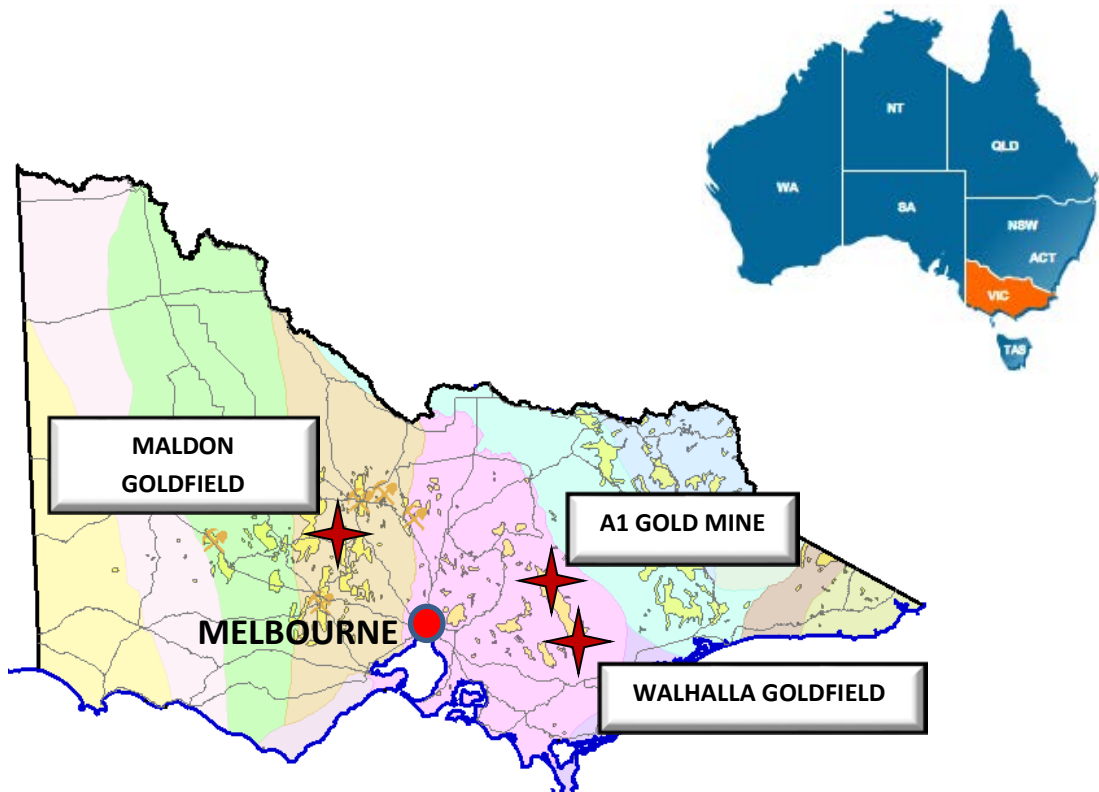 NT
QLD
WA
SA
NSW
ACT
VIC
TAS
MALDON
GOLDFIELD
A1 GOLD MINE
MELBOURNE
WALHALLA GOLDFIELD